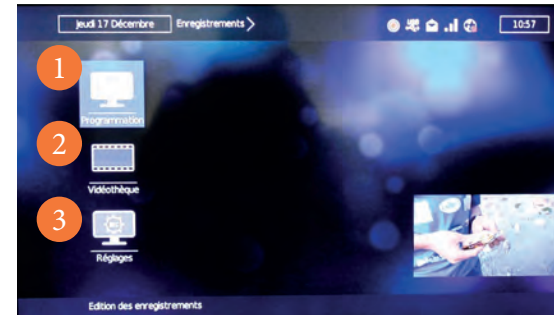 Jeudi 17 Décembre Enregistrements > 10:57
1
Programmation
2
Vidéothèque
3
Réglages
Edition des enregistrements